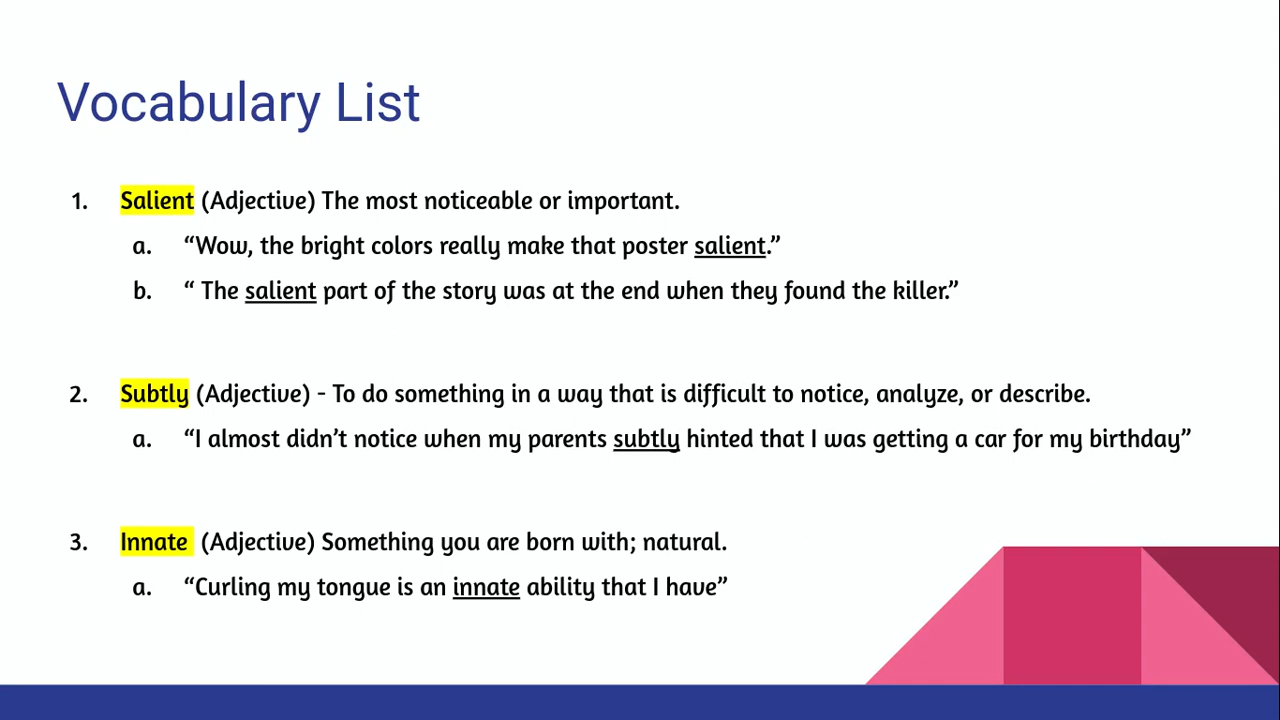 Vocabulary List
1. Salient (Adjective) The most noticeable or important.
a. “Wow, the bright colors really make that poster salient.”
b. “ The salient part of the story was at the end when they found the killer.”
2. Subtly (Adjective) - To do something in a way that is difficult to notice, analyze, or describe.
a. “I almost didn’t notice when my parents subtly hinted that I was getting a car for my birthday”
3. Innate (Adjective) Something you are born with; natural.
a. “Curling my tongue is an innate ability that I have”